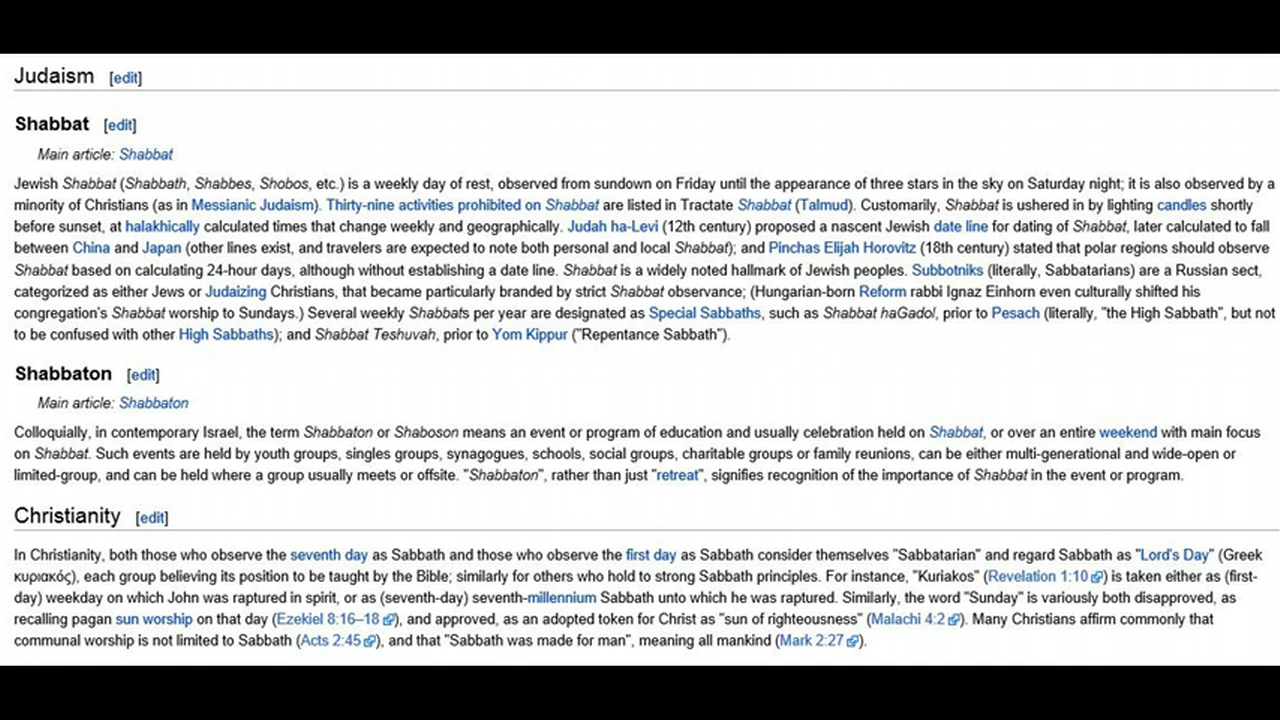 Judaism [edit]
Shabbat [edit]
Main article: Shabbat
Jewish Shabbat (Shabbath, Shabbes, Shobos, etc.) is a weekly day of rest, observed from sundown on Friday until the appearance of three stars in the sky on Saturday night; it is also observed by a
minority of Christians (as in Messianic Judaism). Thirty-nine activities prohibited on Shabbat are listed in Tractate Shabbat (Talmud). Customarily, Shabbat is ushered in by lighting candles shortly
before sunset, at halakhically calculated times that change weekly and geographically. Judah ha-Levi (12th century) proposed a nascent Jewish date line for dating of Shabbat, later calculated to fall
between China and Japan (other lines exist, and travelers are expected to note both personal and local Shabbat); and Pinchas Elijah Horovitz (18th century) stated that polar regions should observe
Shabbat based on calculating 24-hour days, although without establishing a date line. Shabbat is a widely noted hallmark of Jewish peoples. Subbotniks (literally, Sabbatarians) are a Russian sect,
categorized as either Jews or Judaizing Christians, that became particularly branded by strict Shabbat observance; (Hungarian-born Reform rabbi Ignaz Einhorn even culturally shifted his
congregation's Shabbat worship to Sundays.) Several weekly Shabbats per year are designated as Special Sabbaths, such as Shabbat haGadol, prior to Pesach (literally, "the High Sabbath", but not
to be confused with other High Sabbaths); and Shabbat Teshuvah, prior to Yom Kippur ("Repentance Sabbath").
Shabbaton [edit]
Main article: Shabbaton
Colloquially, in contemporary Israel, the term Shabbaton or Shaboson means an event or program of education and usually celebration held on Shabbat, or over an entire weekend with main focus
on Shabbat. Such events are held by youth groups, singles groups, synagogues, schools, social groups, charitable groups or family reunions, can be either multi-generational and wide-open or
limited-group, and can be held where a group usually meets or offsite. "Shabbaton", rather than just "retreat", signifies recognition of the importance of Shabbat in the event or program.
Christianity [edit]
In Christianity, both those who observe the seventh day as Sabbath and those who observe the first day as Sabbath consider themselves "Sabbatarian" and regard Sabbath as "Lord's Day" (Greek
κυριακός), each group believing its position to be taught by the Bible; similarly for others who hold to strong Sabbath principles. For instance, "Kuriakos" (Revelation 1:10) is taken either as (first-
day) weekday on which John was raptured in spirit, or as (seventh-day) seventh-millennium Sabbath unto which he was raptured. Similarly, the word "Sunday" is variously both disapproved, as
recalling pagan sun worship on that day (Ezekiel 8:16–18), and approved, as an adopted token for Christ as "sun of righteousness" (Malachi 4:2). Many Christians affirm commonly that
communal worship is not limited to Sabbath (Acts 2:45), and that "Sabbath was made for man", meaning all mankind (Mark 2:27).